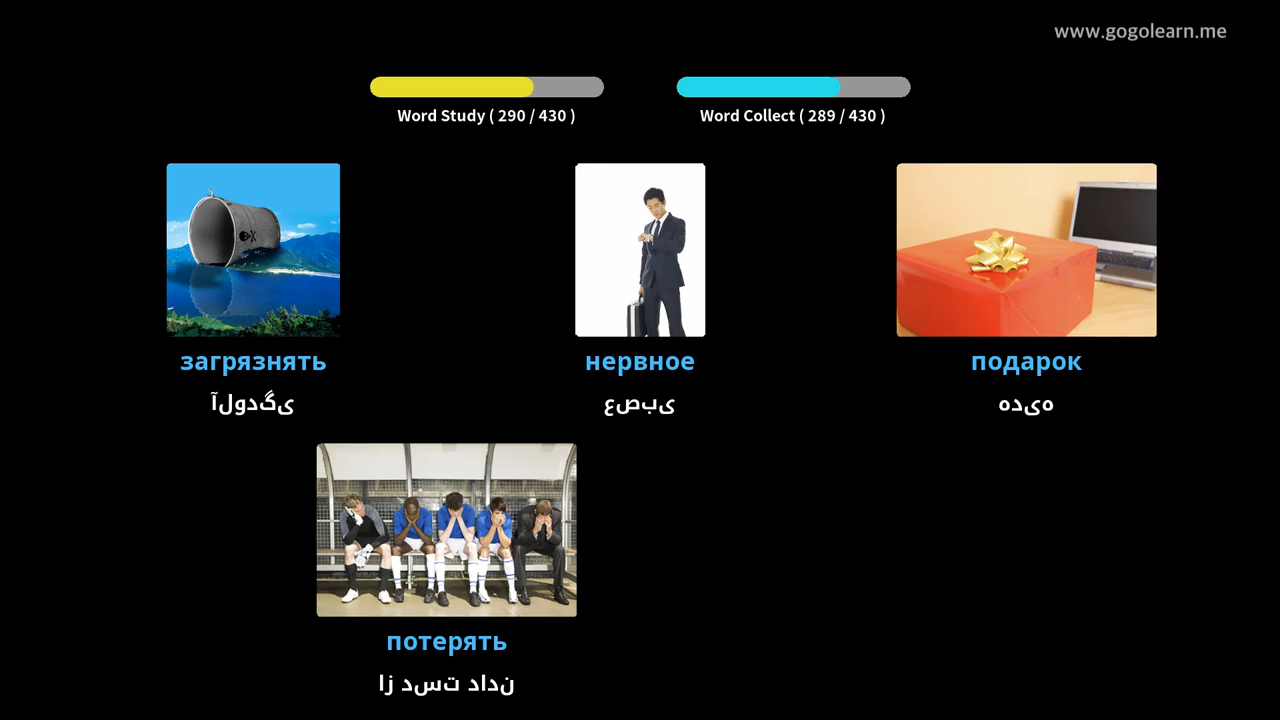 www.gogolearn.me
Word Study ( 290 / 430 )
Word Collect ( 289 / 430 )
загрязнять
یگدولآ
нервное
یبصع
подарок
هیده
потерять
نداد تسد زا